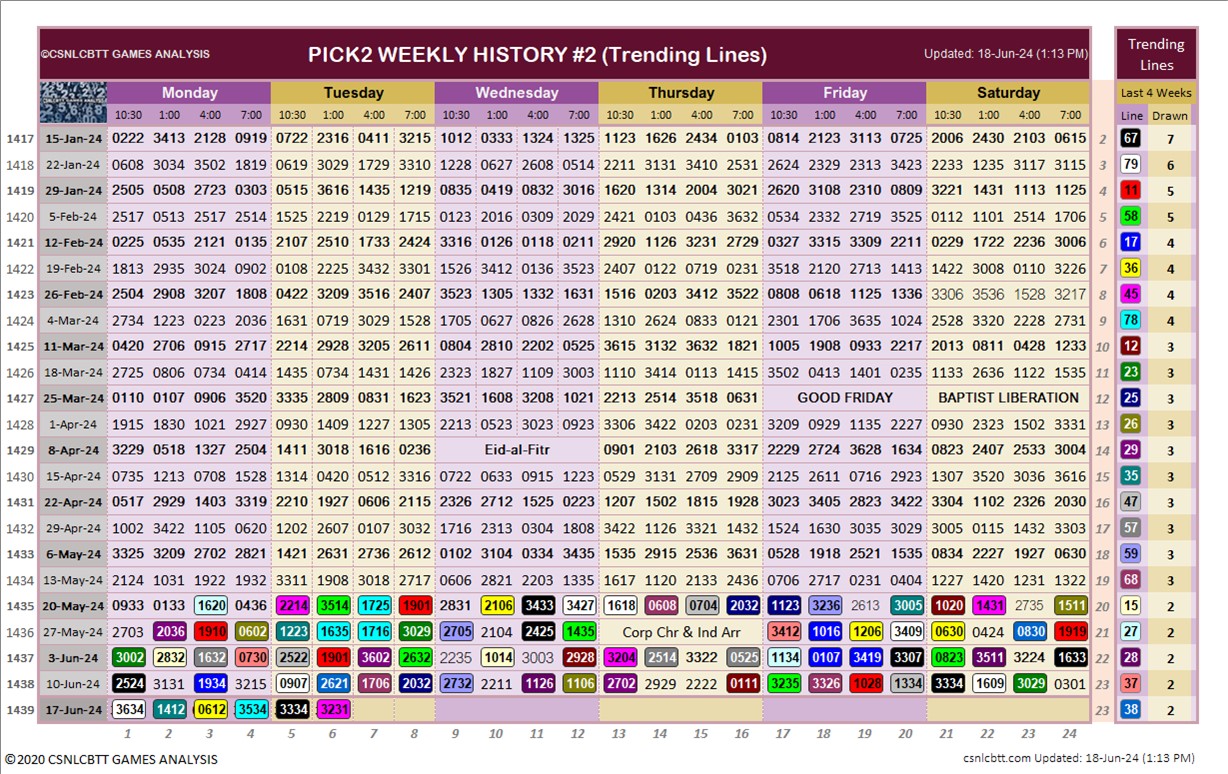 ©CSNLCBTT GAMES ANALYSIS PICK2 WEEKLY HISTORY #2 (Trending Lines) Updated: 18-Jun-24 (1:13 PM) Trending Lines
Monday Tuesday Wednesday Thursday Friday Saturday Last 4 Weeks
10:30 1:00 4:00 7:00 10:30 1:00 4:00 7:00 10:30 1:00 4:00 7:00 10:30 1:00 4:00 7:00 10:30 1:00 4:00 7:00 10:30 1:00 4:00 7:00 Line Drawn
1417 15-Jan-24 0222 3413 2128 0919 0722 2316 0411 3215 1012 0333 1324 1325 1123 1626 2434 0103 0814 2123 3113 0725 2006 2430 2103 0615 2 67 7
1418 22-Jan-24 0608 3034 3502 1819 0619 3029 1729 3310 1228 0627 2608 0514 2211 3131 3410 2531 2624 2329 2113 3423 2233 1235 3117 3115 3 79 6
1419 29-Jan-24 2505 0508 2723 0303 0515 3616 1435 1219 0835 0419 0832 3016 1620 1314 2004 3021 2620 3108 2310 0809 3221 1431 1113 1125 4 11 5
1420 5-Feb-24 2517 0513 2517 2514 1525 2219 0129 1715 0123 2016 0309 2029 2421 0103 0436 3632 0534 2332 2719 3525 0112 1101 2514 1706 5 58 5
1421 12-Feb-24 0225 0535 2121 0135 2107 2510 1733 2424 3316 0126 0118 0211 2920 1126 3231 2729 0327 3315 3309 2211 0229 1722 2236 3006 6 17 4
1422 19-Feb-24 1813 2935 3024 0902 0108 2225 3432 3301 1526 3412 0136 3523 2407 0122 0719 0231 3518 2120 2713 1413 1422 3008 0110 3226 7 36 4
1423 26-Feb-24 2504 2908 3207 1808 0422 3209 3516 2407 3523 1305 1332 1631 1516 0203 3412 3522 0808 0618 1125 1336 3306 3536 1528 3217 8 45 4
1424 4-Mar-24 2734 1223 0223 2036 1631 0719 3029 1523 1705 0627 0826 2628 1310 2624 0833 0121 2301 1706 3635 1024 2528 3320 2228 2731 9 78 4
1425 11-Mar-24 0420 2706 0915 2717 2214 2928 3205 2611 0804 2810 2202 0525 3615 3132 3632 1821 1005 1908 0933 2217 2013 0811 0428 1233 10 12 3
1426 18-Mar-24 2725 0806 0734 0414 1435 0734 1431 1426 2323 1827 1109 3003 1110 3414 0113 1415 3502 0413 1401 0235 1133 2636 1122 1535 11 23 3
1427 25-Mar-24 0110 0107 0906 3520 3335 2809 0831 1623 3521 1608 3208 1021 2213 2514 3518 0631 GOOD FRIDAY BAPTIST LIBERATION 12 25 3
1428 1-Apr-24 1915 1830 1021 2927 0930 1409 1227 1305 2213 0523 3023 0923 3306 3422 0203 0231 3209 0929 1135 2227 0930 2323 1502 3331 13 26 3
1429 8-Apr-24 3229 0518 1327 2504 1411 3018 1616 0239 Eid-al-Fitr 0901 2103 2618 3317 2229 2724 3628 1634 0823 2407 2533 3004 14 29 3
1430 15-Apr-24 0735 1213 0708 1528 1314 0420 0512 3313 0722 0633 0915 1223 0529 3131 2709 2909 2125 2611 0716 2923 1307 3520 3036 3616 15 35 3
1431 22-Apr-24 0517 2929 1403 3319 2210 1927 0606 2115 2326 2712 1525 0223 1207 1502 1815 1928 3023 3405 2823 3422 3304 1102 2326 2030 16 47 3
1432 29-Apr-24 1002 3422 1105 0620 1202 2607 0107 3032 1716 2313 0304 1808 3422 1126 3321 1432 1524 1630 3035 3029 3005 0115 1432 3303 17 57 3
1433 6-May-24 3325 3209 2702 2821 1421 2631 2736 2612 0102 3104 0334 3435 1535 2915 2536 3631 0528 1918 2521 1535 0834 2227 1927 0630 18 59 3
1434 13-May-24 2124 1031 1922 1932 3311 1908 3018 2717 0606 2821 2203 1335 1617 1120 2133 2436 0706 2717 0231 0404 1227 1420 1231 1322 19 68 3
1435 20-May-24 0933 0133 1620 0436 2214 3514 1725 1901 2831 2106 3433 3427 1618 0608 0704 2032 1123 3236 2613 3005 1020 1431 2735 1511 20 15 2
1436 27-May-24 2703 2036 1910 0602 1223 1635 1716 3029 2705 2104 2425 1435 Corp Chr & Ind Arr 3412 1016 1206 3409 0630 0424 0830 1919 21 27 2
1437 3-Jun-24 3002 2832 1632 0730 2522 1901 3602 2632 2235 1014 3003 2928 3204 2514 3322 0525 1134 0107 3419 3307 0823 3511 3224 1633 22 28 2
1438 10-Jun-24 2524 3131 1934 3215 0907 2621 1706 2032 2732 2211 1126 1106 2702 2929 2222 0111 3235 3326 1028 1334 3334 1609 3029 0301 23 37 2
1439 17-Jun-24 3634 1412 0612 3534 3334 3231 23 38 2
1 2 3 4 5 6 7 8 9 10 11 12 13 14 15 16 17 18 19 20 21 22 23 24
©2020 CSNLCBTT GAMES ANALYSIS csnlcbtt.com Updated: 18-Jun-24 (1:13 PM)